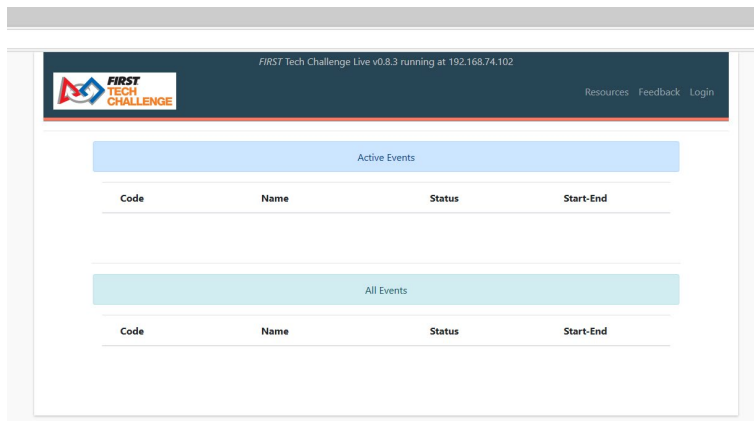 FIRST Tech Challenge Live v0.8.3 running at 192.168.74.102
FIRST
TECH
CHALLENGE
Resources Feedback Login
Active Events
Code Name Status Start-End
All Events
Code Name Status Start-End